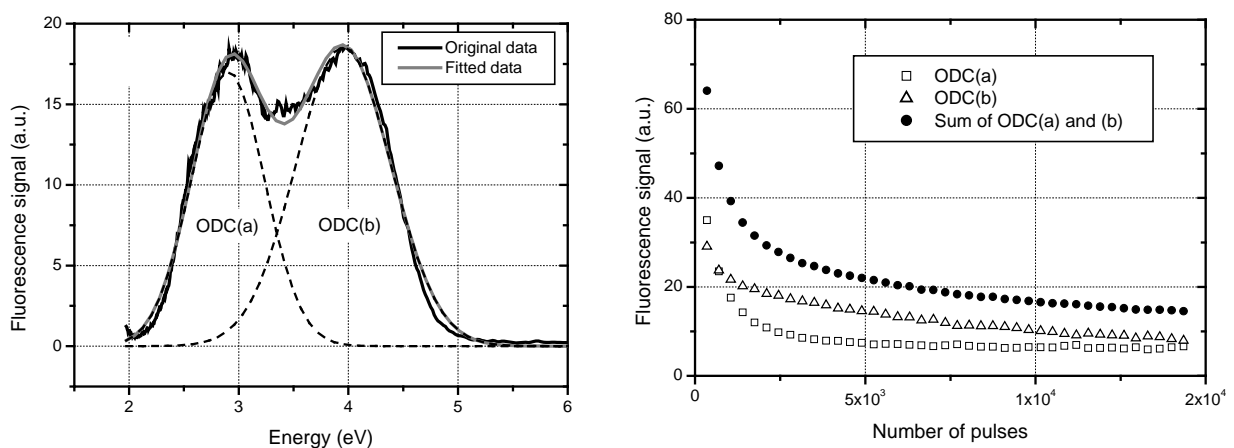 Fluorescence signal (a.u.)
20
15
10
5
0
Original data
Fitted data
ODC(a)
ODC(b)
2
3
4
5
6
Energy (eV)
Fluorescence signal (a.u.)
80
60
40
20
0
ODC(a)
ODC(b)
Sum of ODC(a) and (b)
0
5x10³
1x10⁴
2x10⁴
Number of pulses